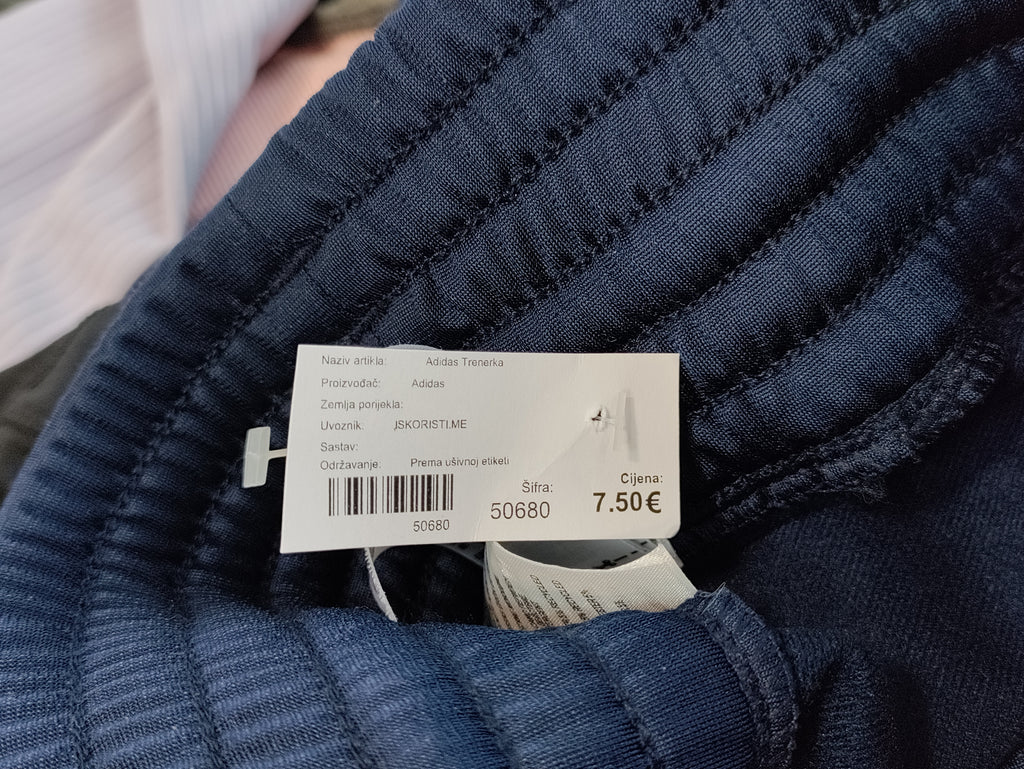 Naziv artikla: Adidas Trenerka
Proizvođač: Adidas
Zemlja porijekla:
Uvoznik: ISKORISTI.ME
Sastav:
Održavanje: Prema ušivnoj etiketi
Šifra: Cijena:
50680 7.50€
50680